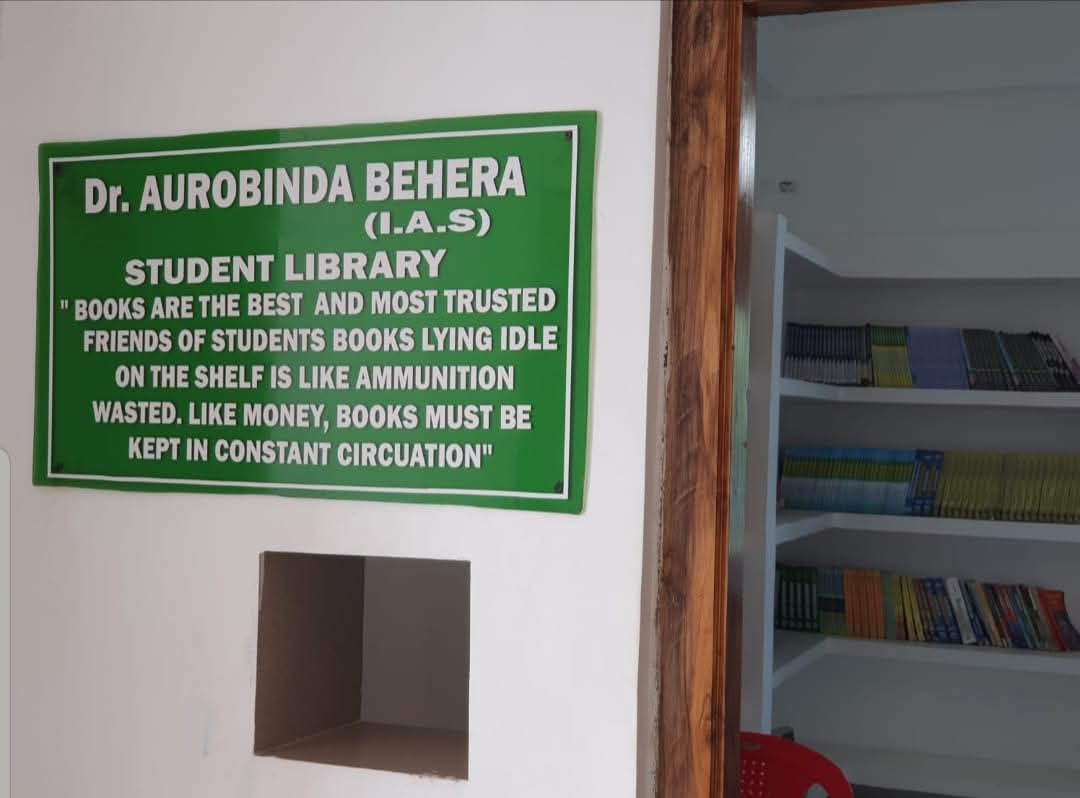 Dr. AUROBINDA BEHERA
(I.A.S)
STUDENT LIBRARY
" BOOKS ARE THE BEST AND MOST TRUSTED
FRIENDS OF STUDENTS BOOKS LYING IDLE
ON THE SHELF IS LIKE AMMUNITION
WASTED. LIKE MONEY, BOOKS MUST BE
KEPT IN CONSTANT CIRCUATION"